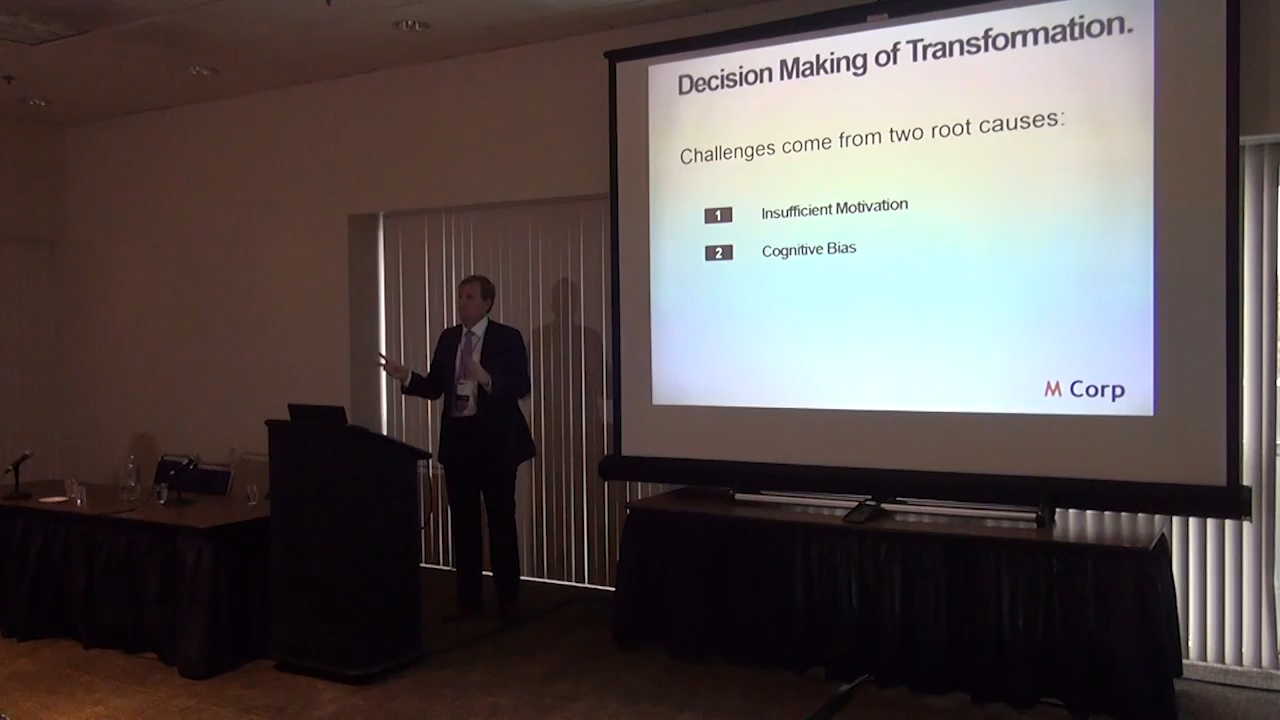 Decision Making of Transformation.
Challenges come from two root causes:
1 Insufficient Motivation
2 Cognitive Bias
M Corp